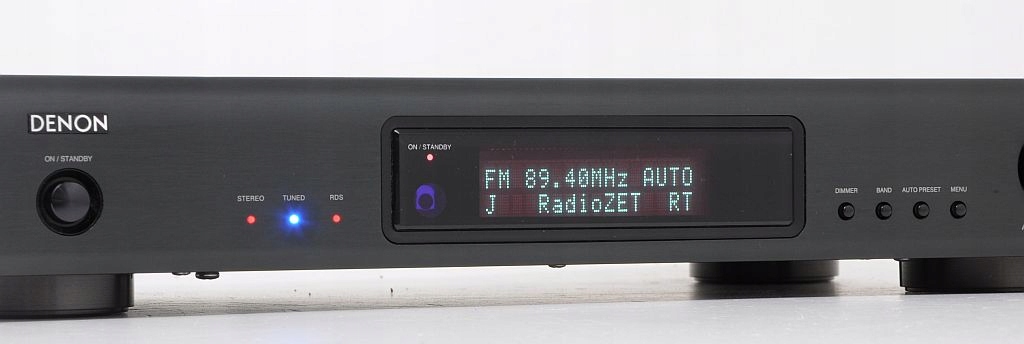 DENON
ON / STANDBY
STEREO TUNED RDS
ON / STANDBY
FM 89.40MHz AUTO
J RadioZET RT
DIMMER BAND AUTO PRESET MENU